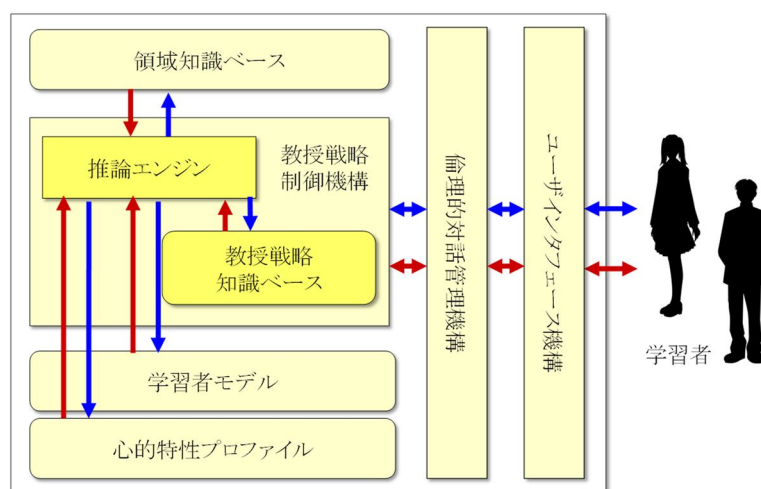 領域知識ベース
推論エンジン
教授戦略
制御機構
教授戦略
知識ベース
学習者モデル
心的特性プロファイル
倫理的対話管理機構
ユーザインタフェース機構
学習者